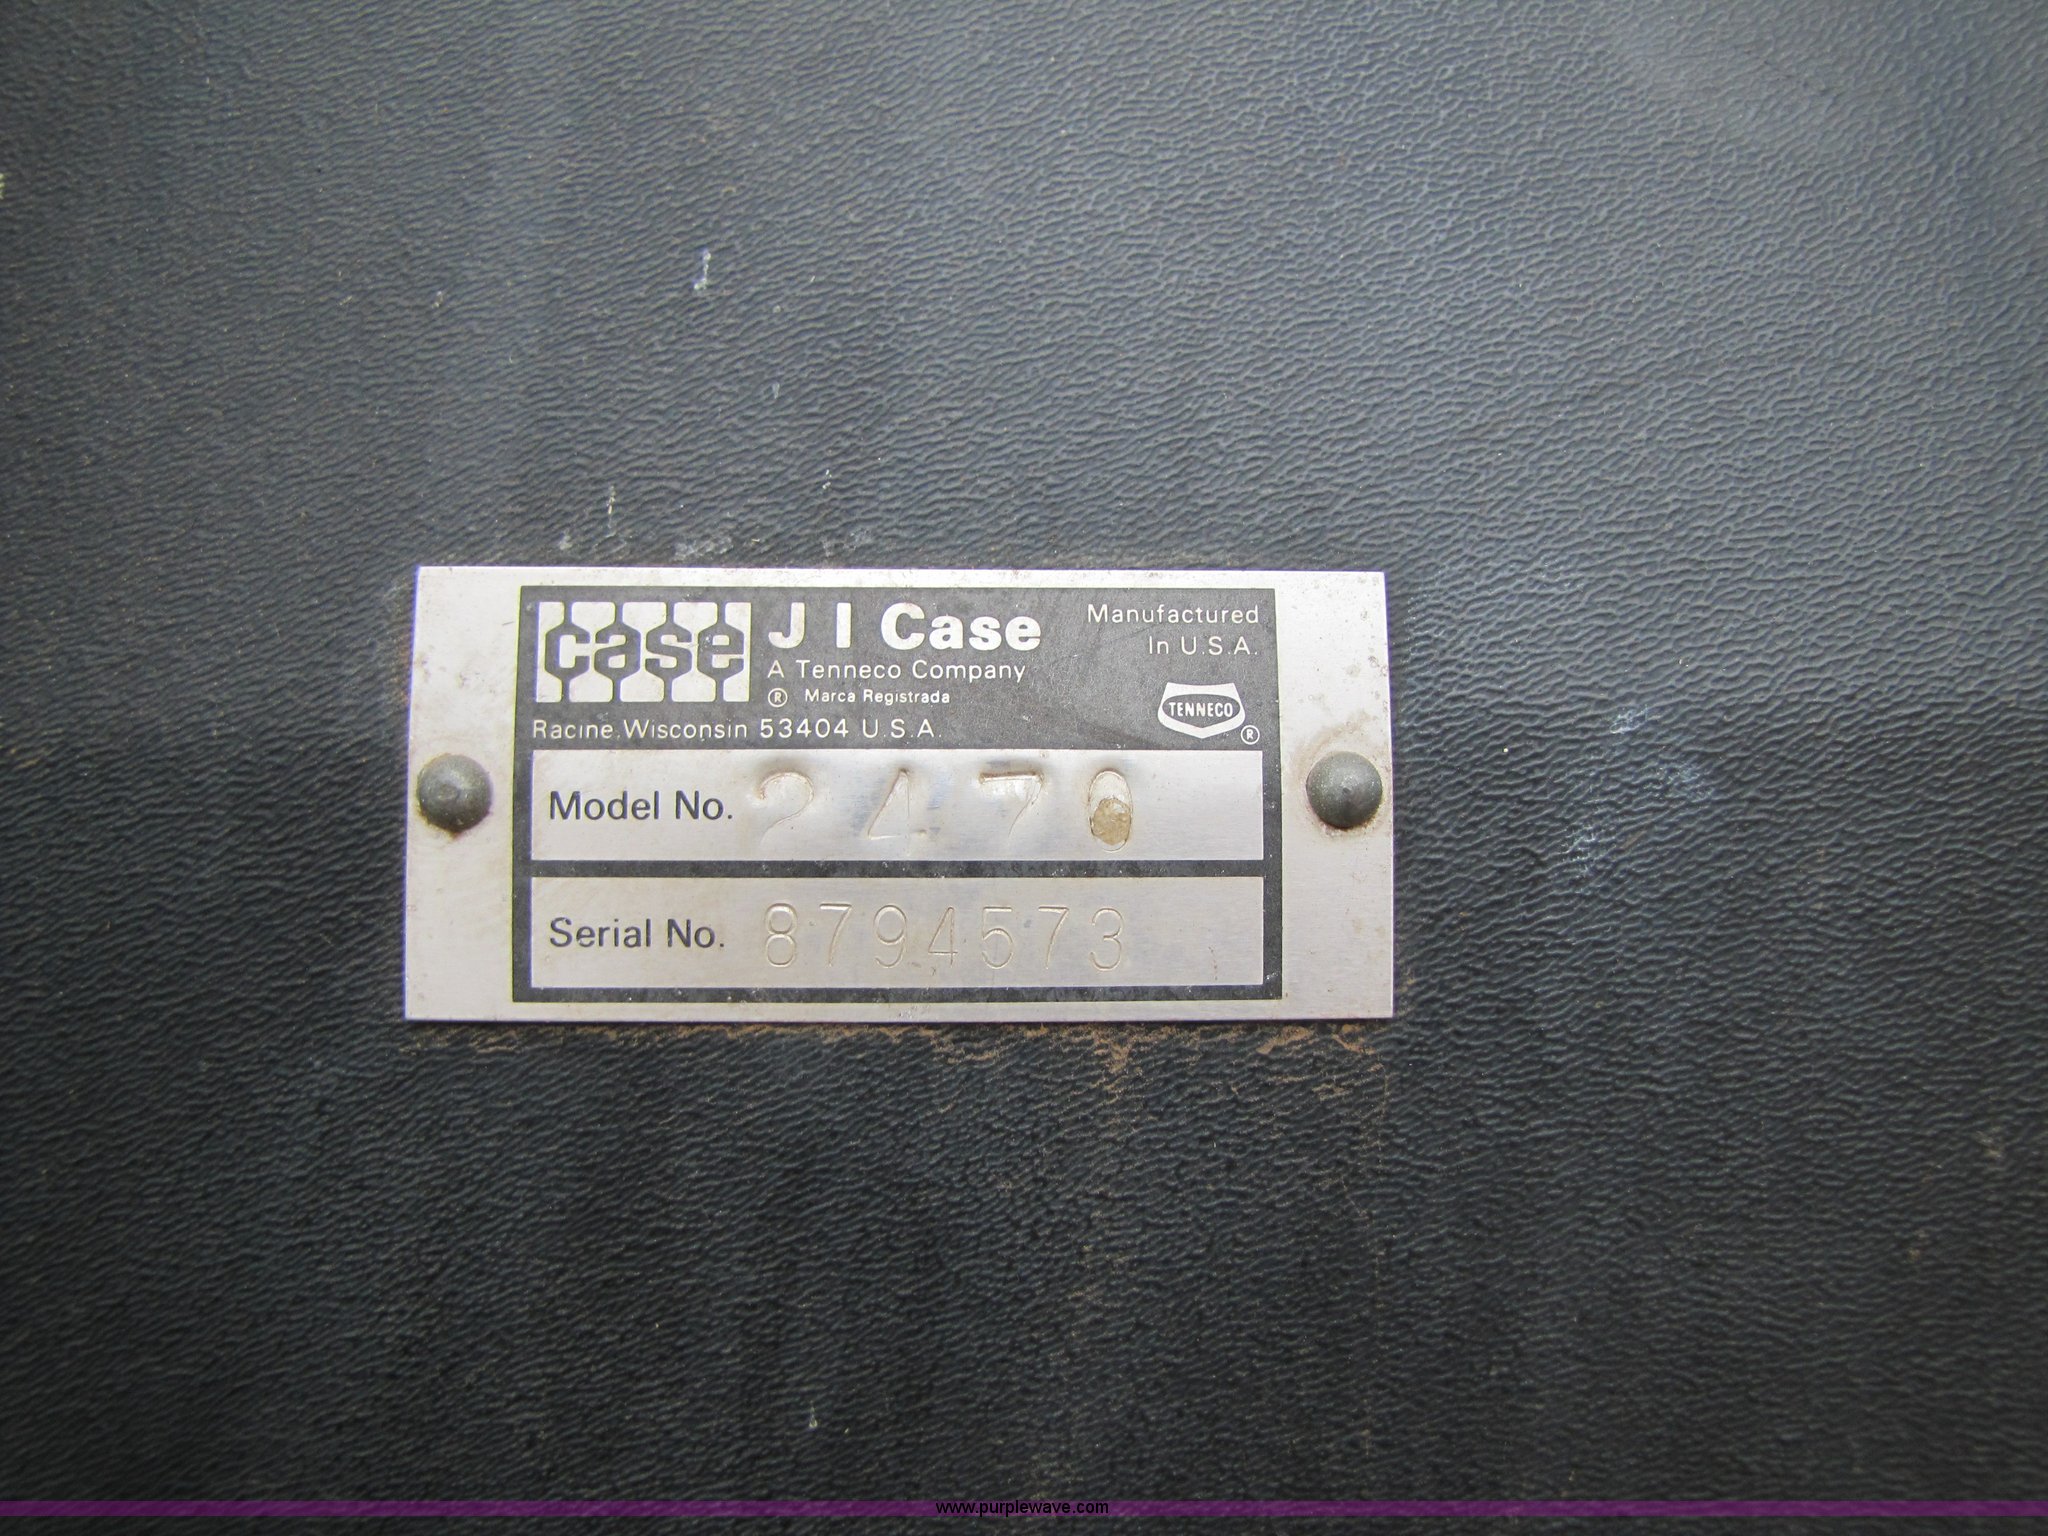 case
J I Case
A Tenneco Company
® Marca Registrada
Racine, Wisconsin 53404 U.S.A.
Manufactured
In U.S.A.
TENNECO
®
Model No. 2470
Serial No. 8794573
www.purplewave.com